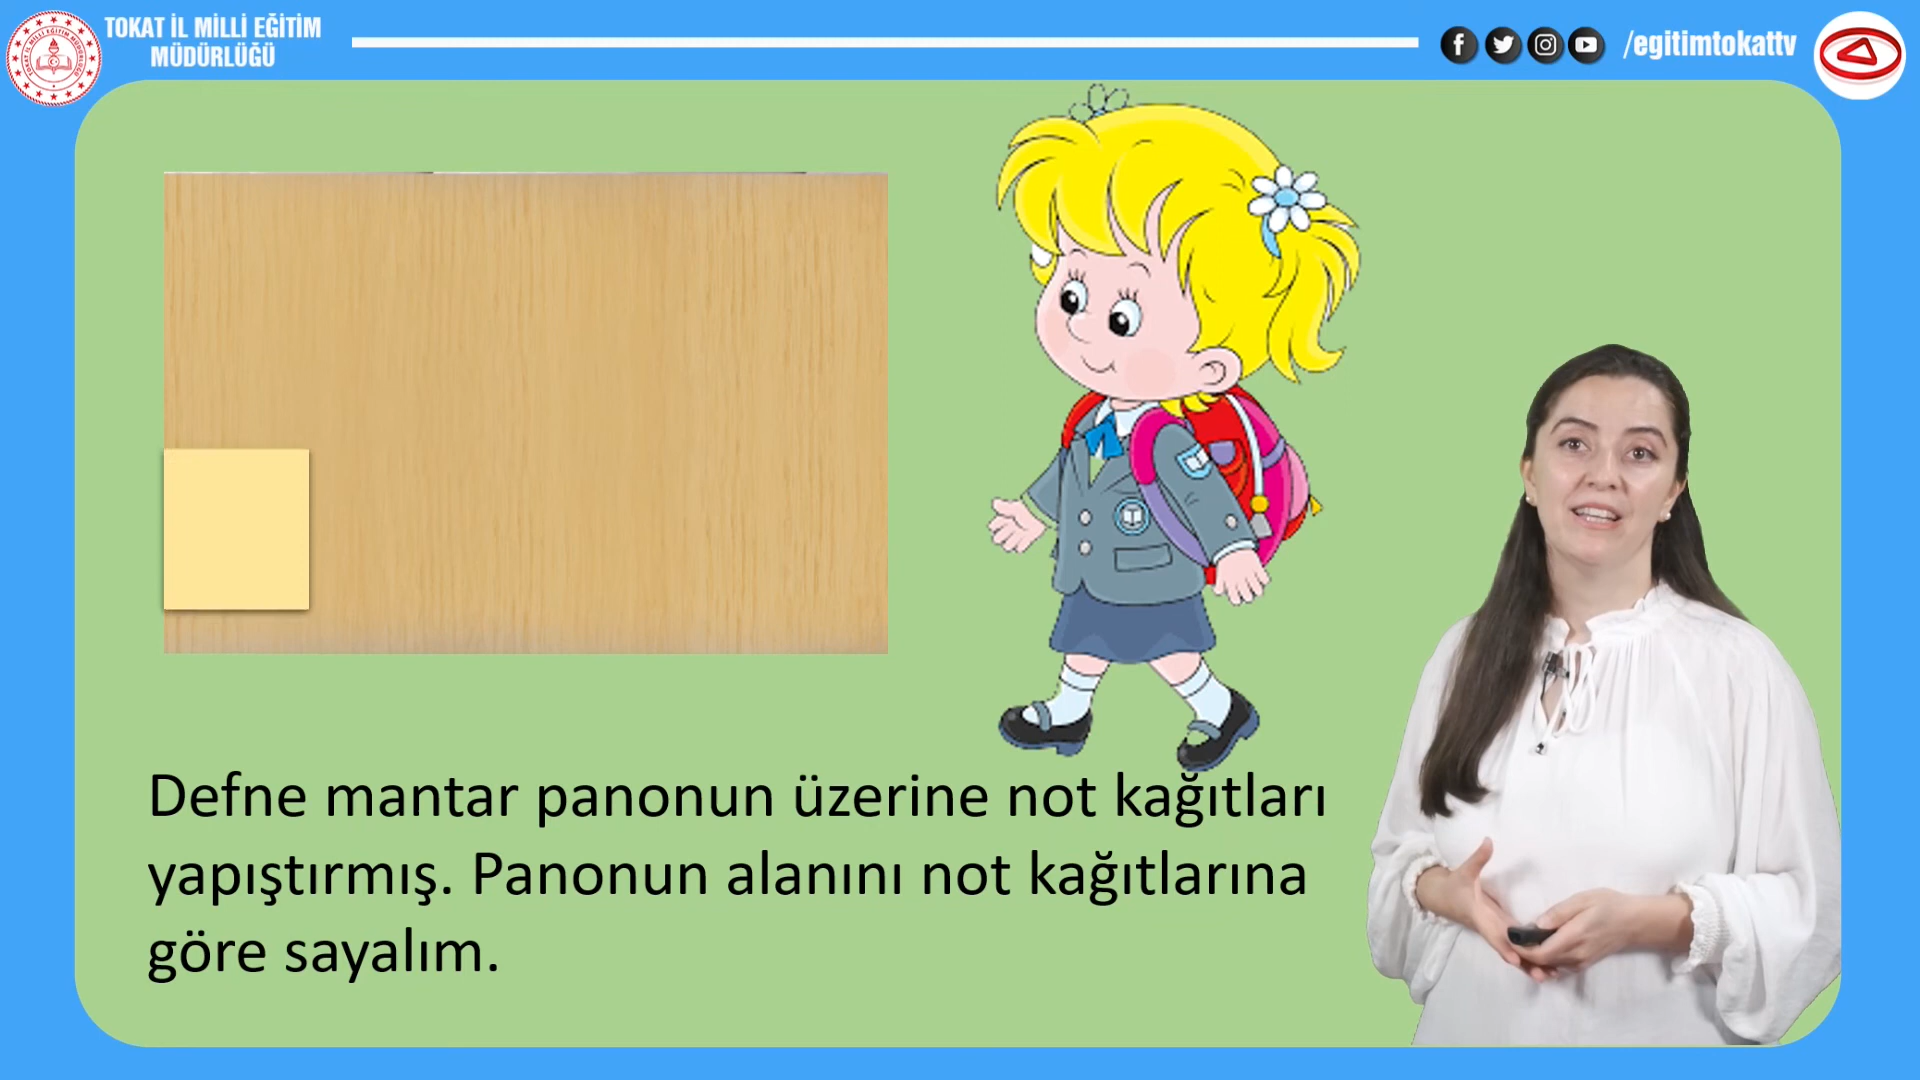 TOKAT İL MİLLİ EĞİTİM
MÜDÜRLÜĞÜ
/egitimtokattv
Defne mantar panonun üzerine not kağıtları
yapıştırmış. Panonun alanını not kağıtlarına
göre sayalım.